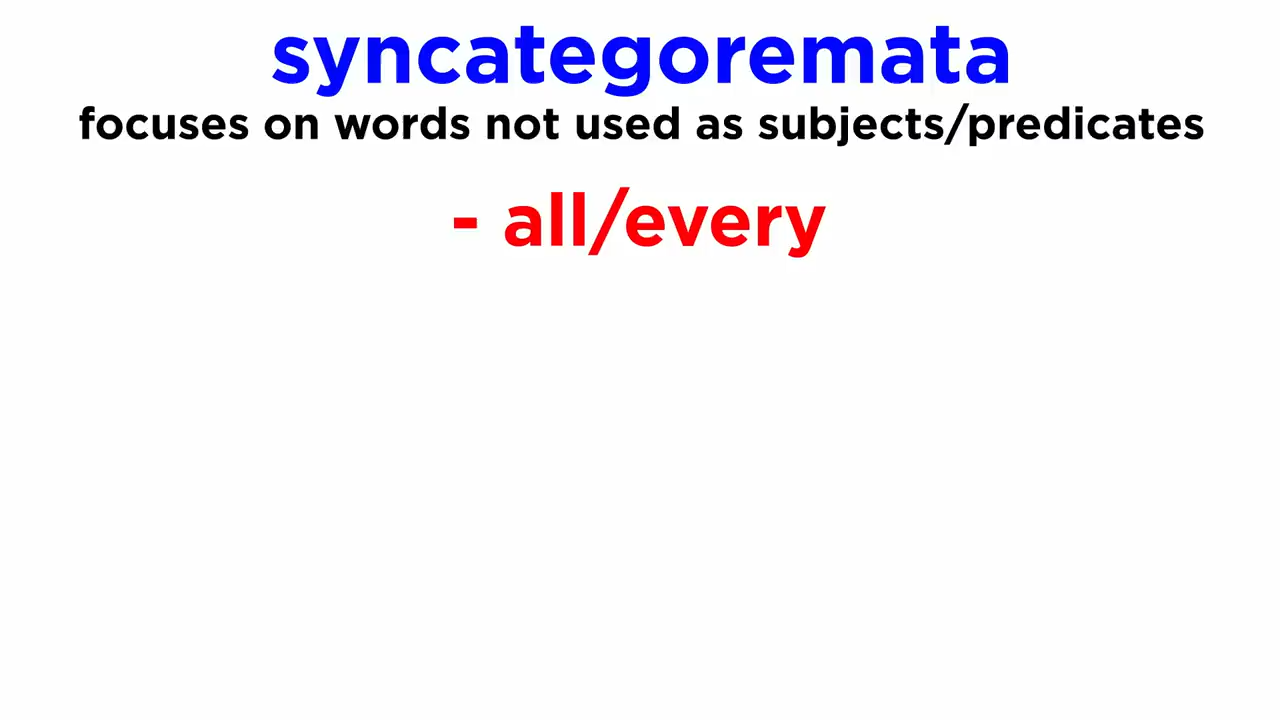 syncategoremata
focuses on words not used as subjects/predicates
- all/every